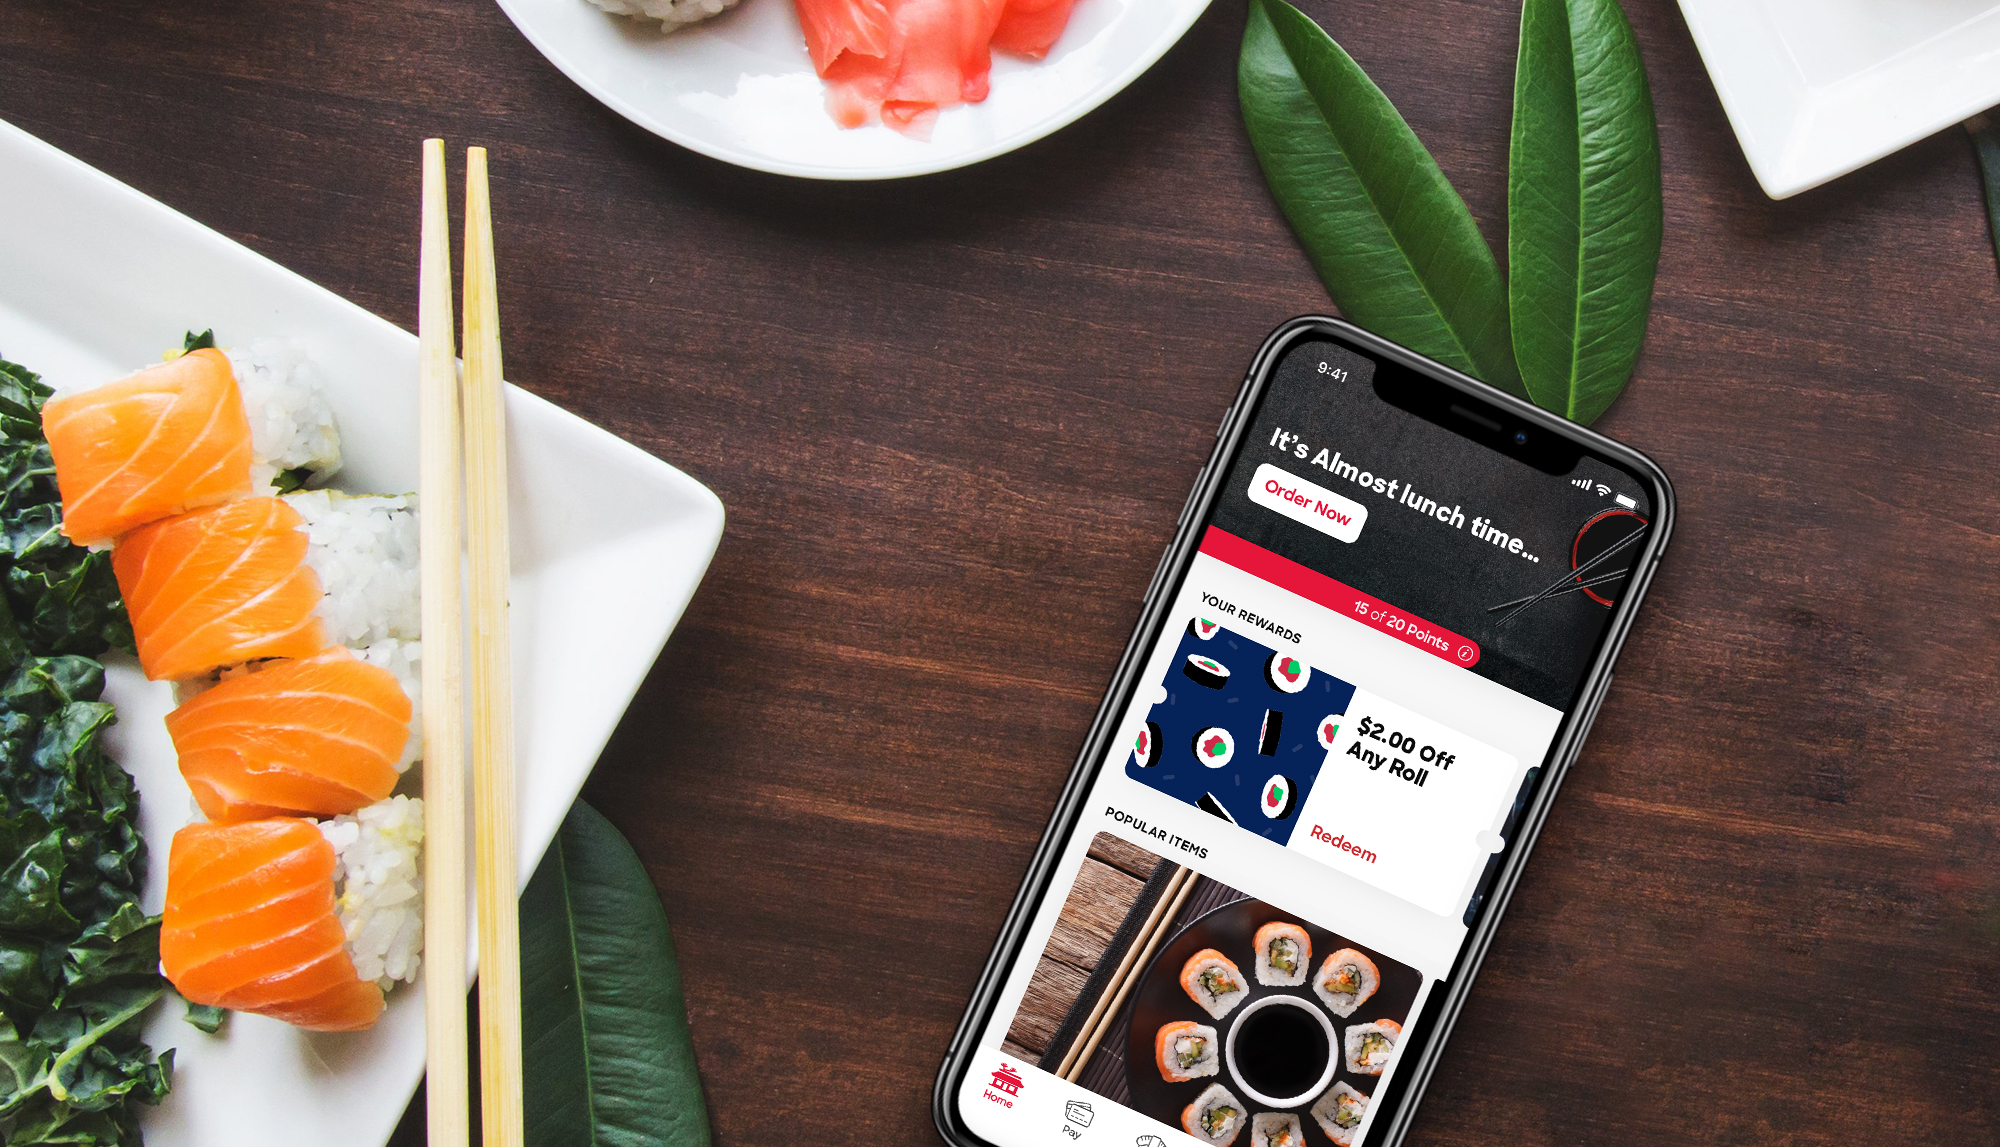 9:41
It's Almost lunch time...
Order Now
15 of 20 Points
YOUR REWARDS
$2.00 Off
Any Roll
Redeem
POPULAR ITEMS
Home
Pay